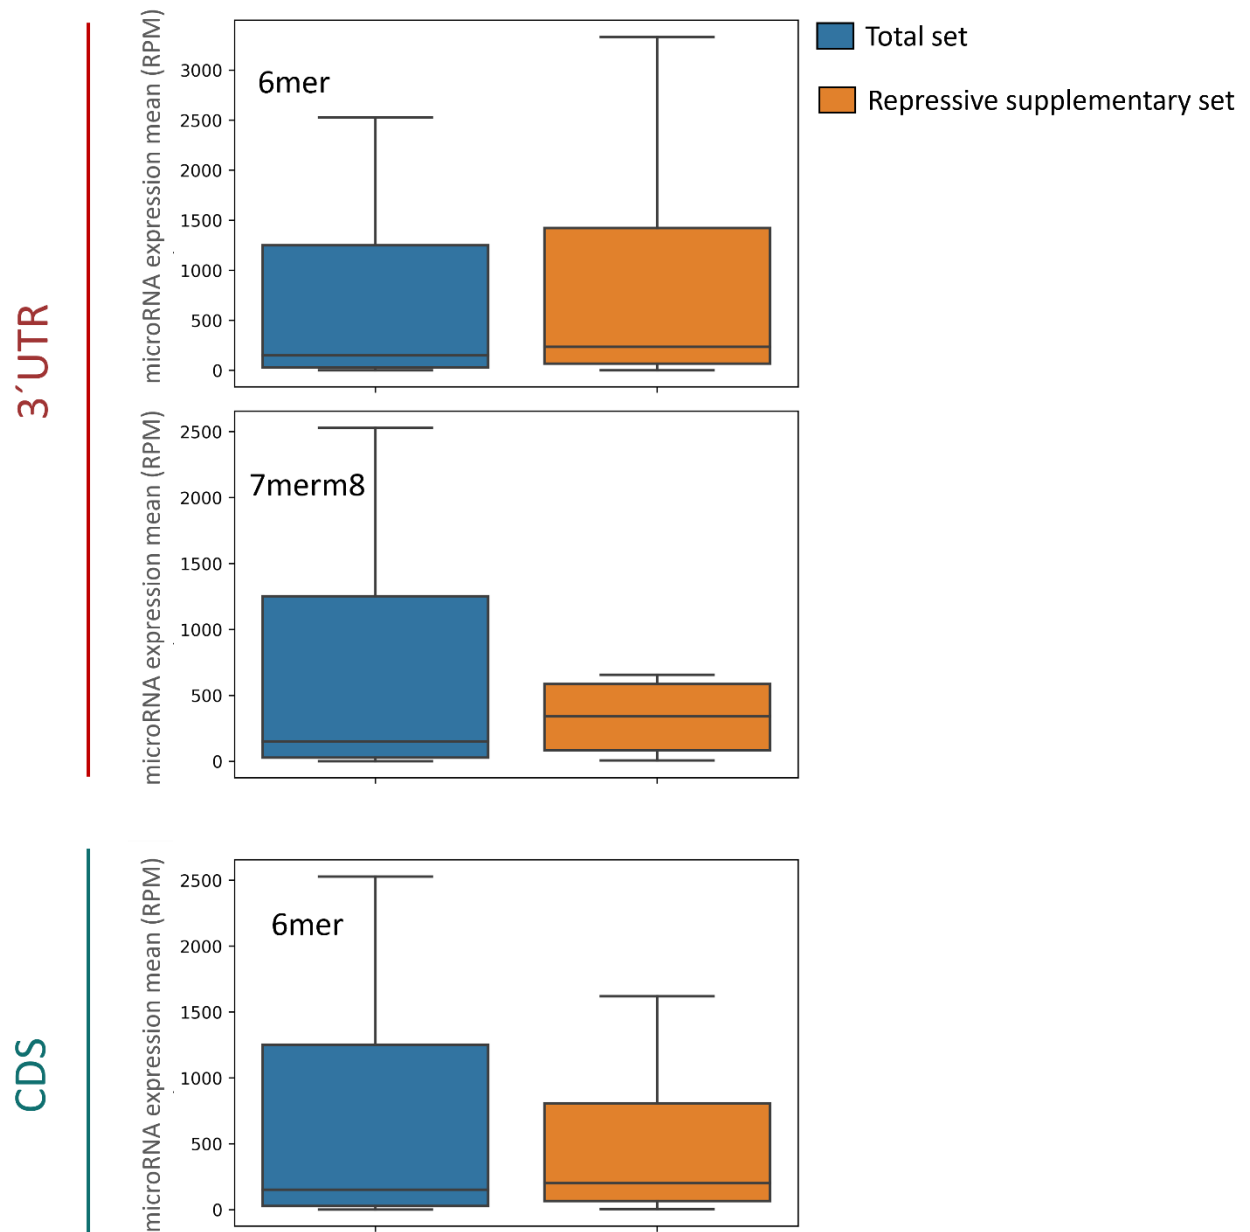 Total set
Repressive supplementary set
3´UTR
microRNA expression mean (RPM)
6mer
3000
2500
2000
1500
1000
500
0
microRNA expression mean (RPM)
7merm8
2500
2000
1500
1000
500
0
CDS
microRNA expression mean (RPM)
6mer
2500
2000
1500
1000
500
0